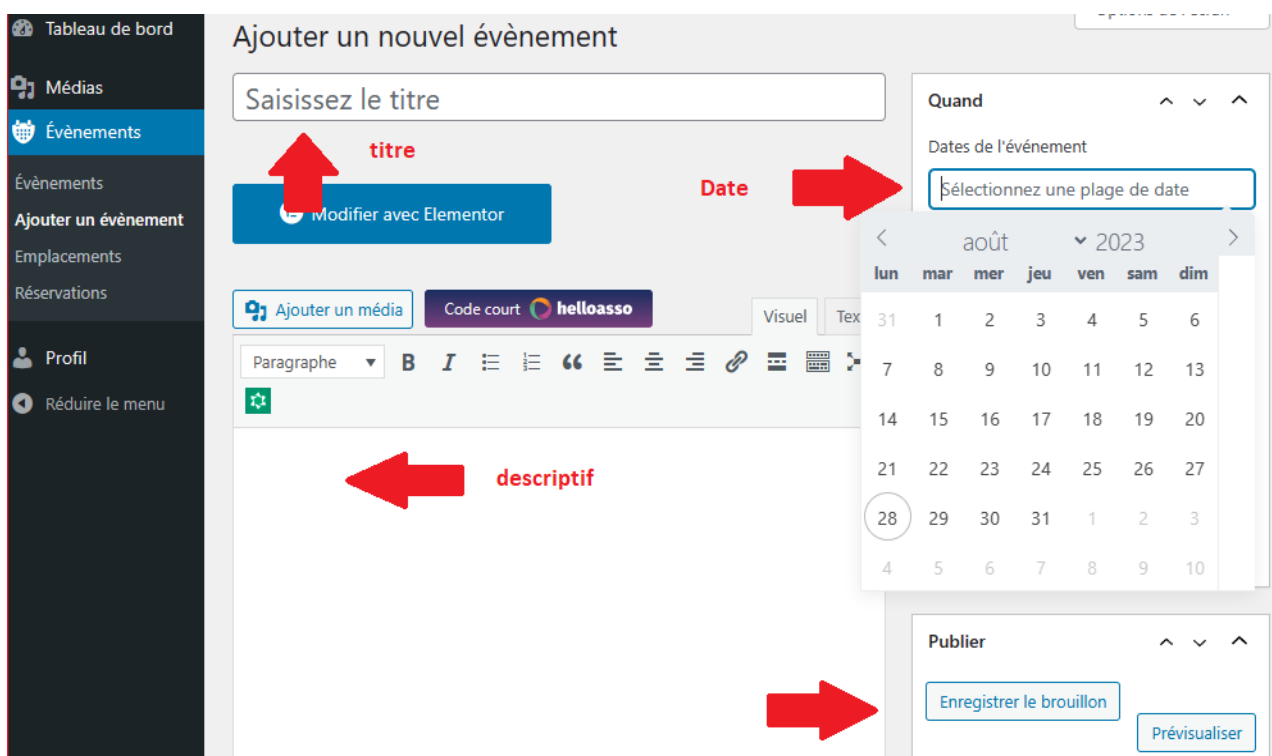 Tableau de bord
Médias
Évènements
Évènements
Ajouter un évènement
Emplacements
Réservations
Profil
Réduire le menu
Ajouter un nouvel évènement
Saisissez le titre
titre
Modifier avec Elementor
Ajouter un média
Code court helloasso
Visuel
Paragraphe
B I
descriptif
Date
Quand
Dates de l'événement
Sélectionnez une plage de date
août 2023
lun mar mer jeu ven sam dim
31 1 2 3 4 5 6
7 8 9 10 11 12 13
14 15 16 17 18 19 20
21 22 23 24 25 26 27
28 29 30 31 1 2 3
4 5 6 7 8 9 10
Publier
Enregistrer le brouillon
Prévisualiser